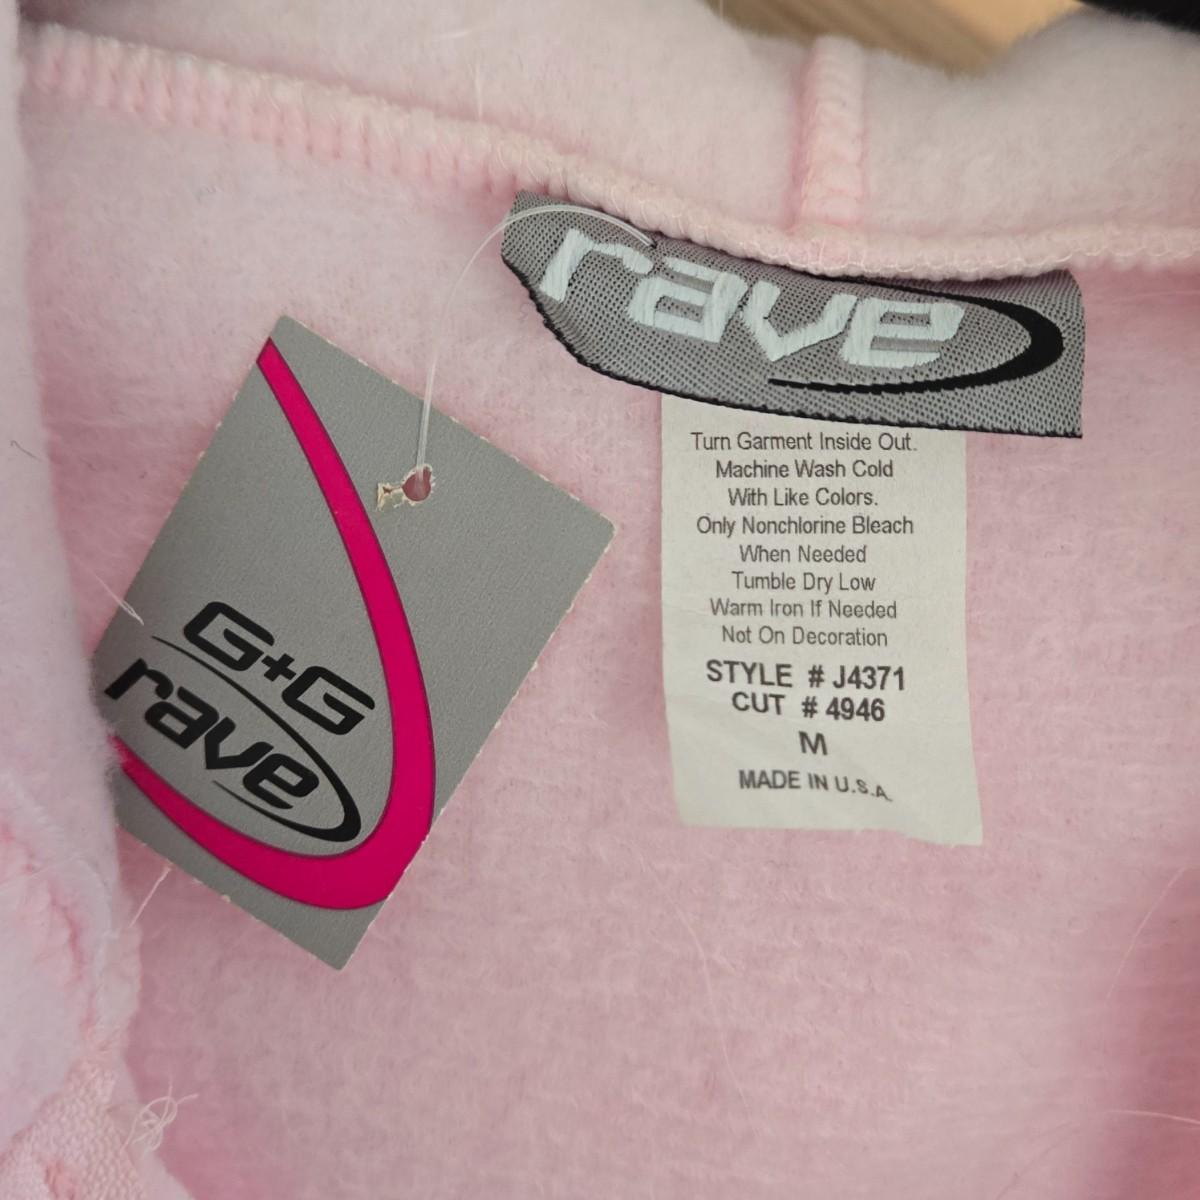 rave
Turn Garment Inside Out.
Machine Wash Cold
With Like Colors.
Only Nonchlorine Bleach
When Needed
Tumble Dry Low
Warm Iron If Needed
Not On Decoration
STYLE # J4371
CUT # 4946
M
MADE IN U.S.A.
G+G
rave